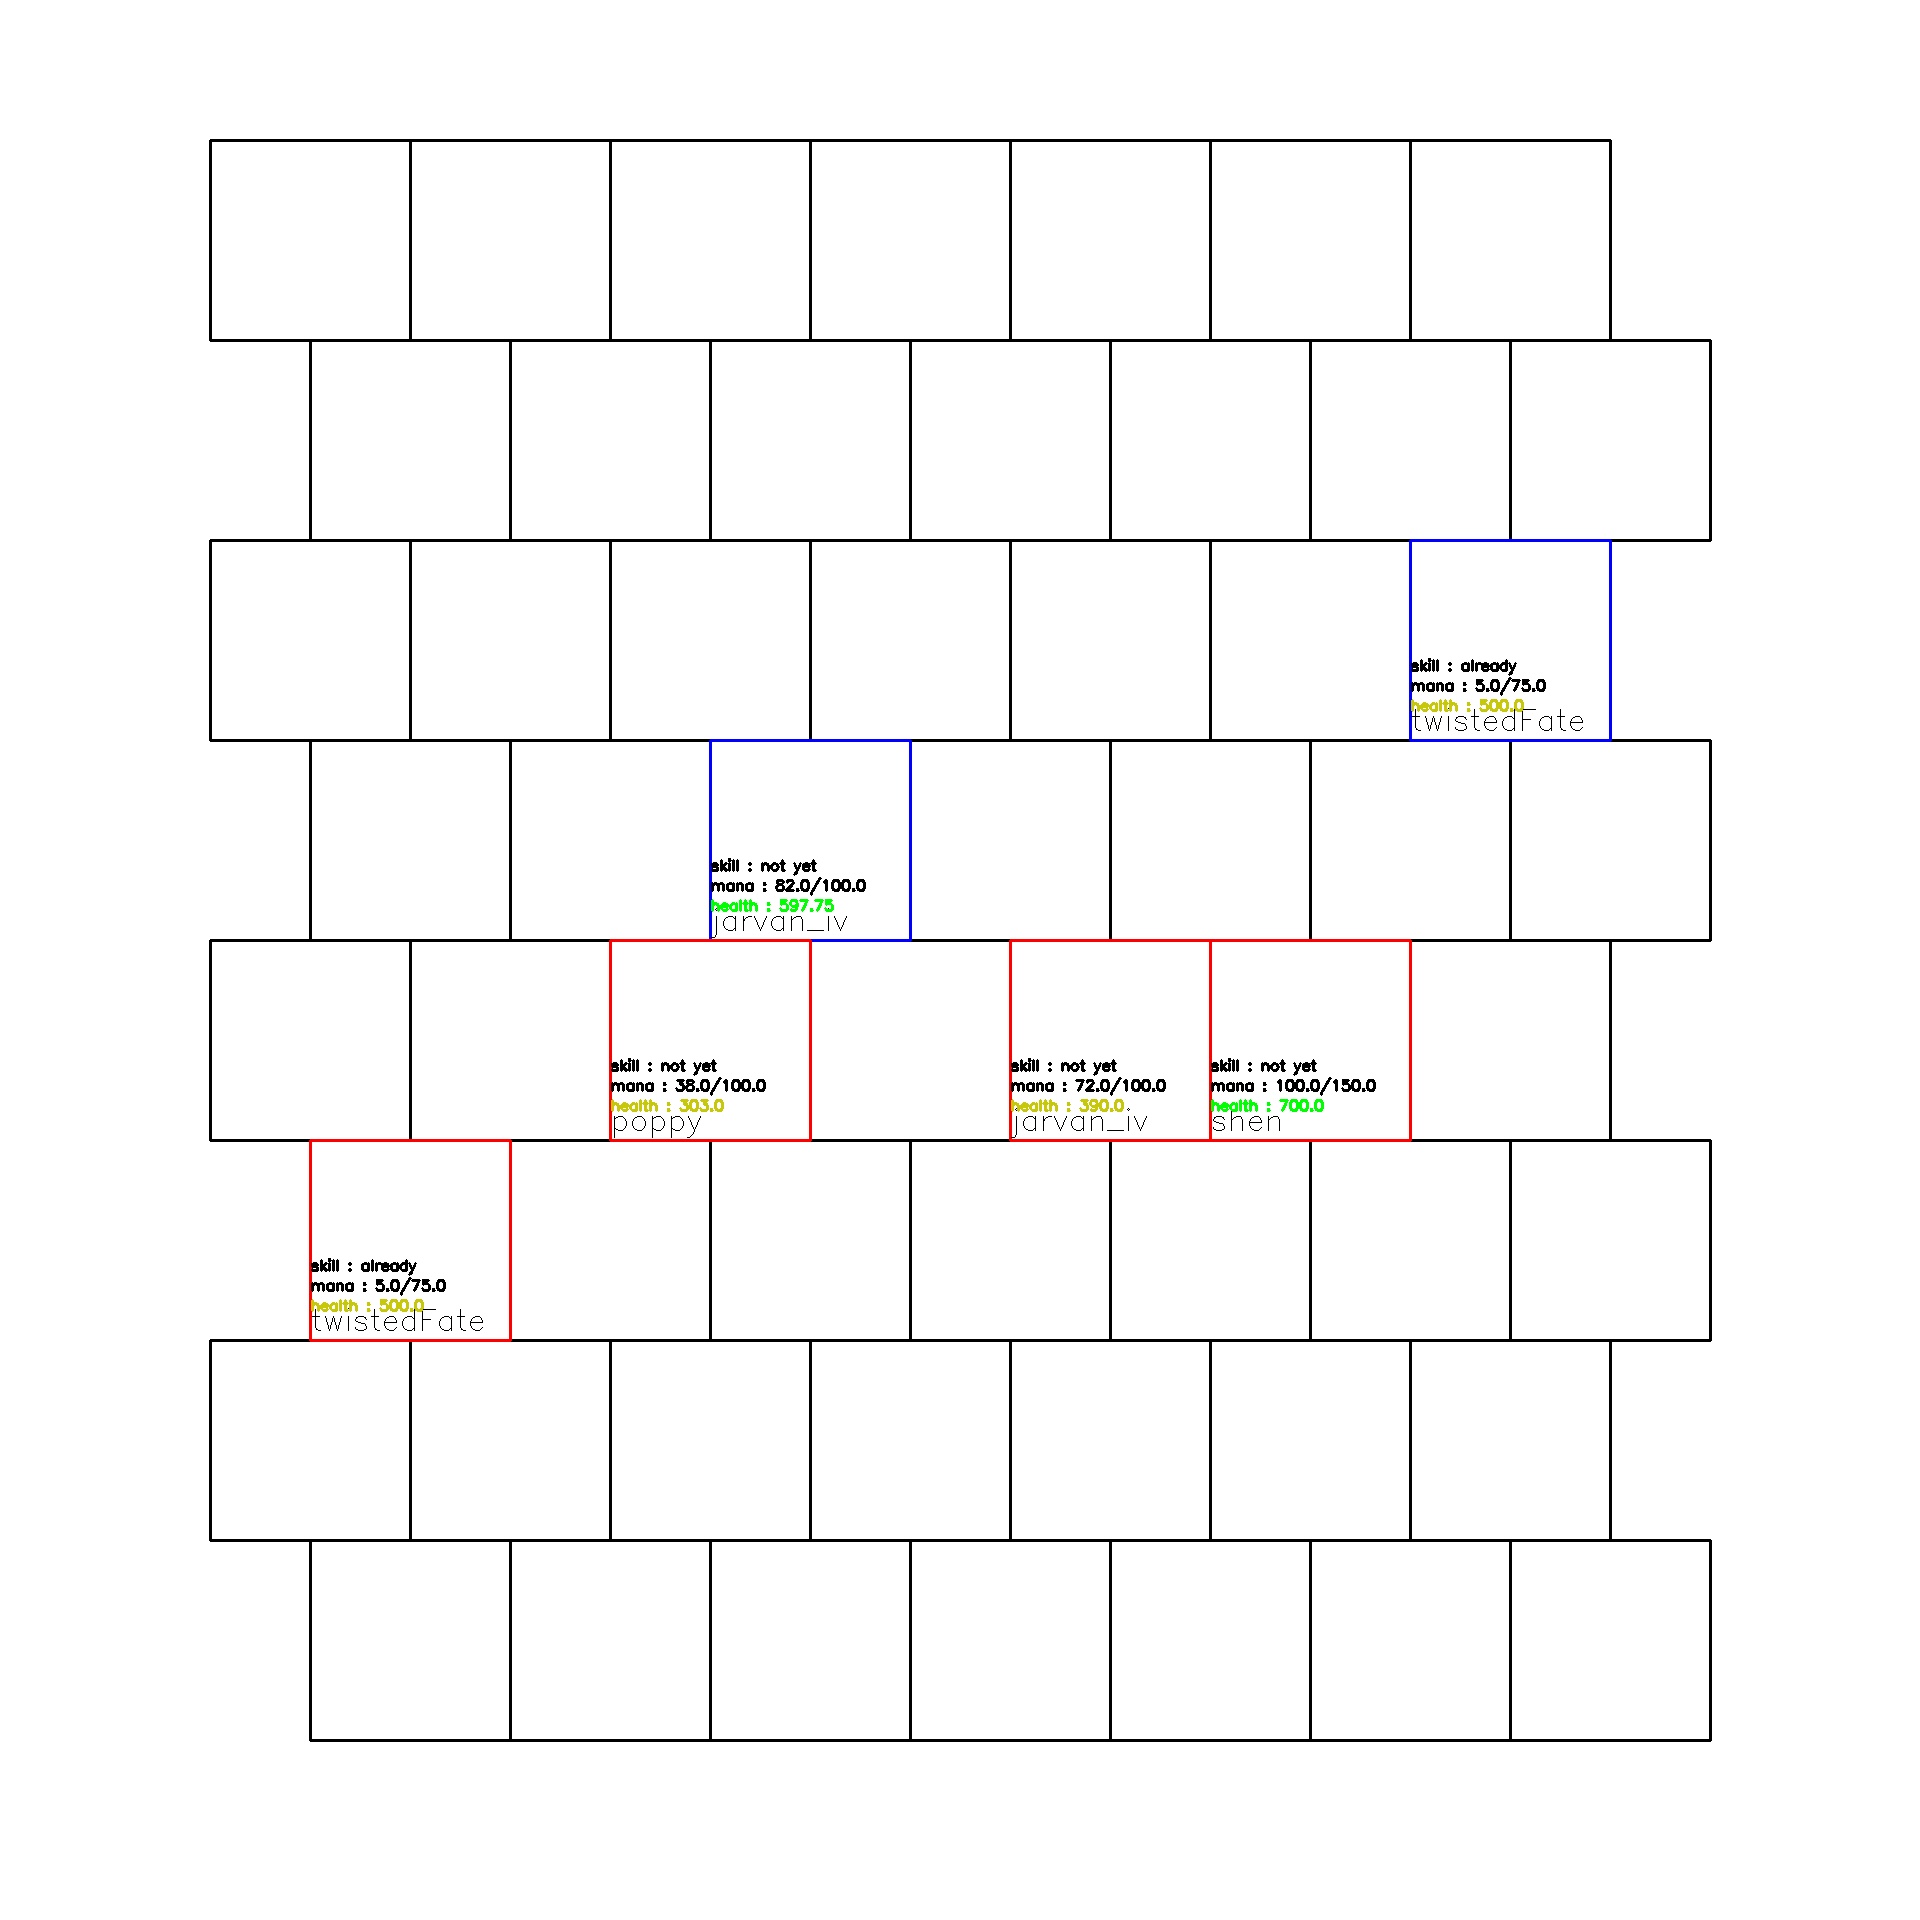 skill : already
mana : 5.0/75.0
health : 500.0
twistedFate
skill : not yet
mana : 82.0/100.0
health : 597.75
jarvan_iv
skill : not yet
mana : 38.0/100.0
health : 303.0
poppy
skill : not yet
mana : 72.0/100.0
health : 390.0
jarvan_iv
skill : not yet
mana : 100.0/150.0
health : 700.0
shen
skill : already
mana : 5.0/75.0
health : 500.0
twistedFate